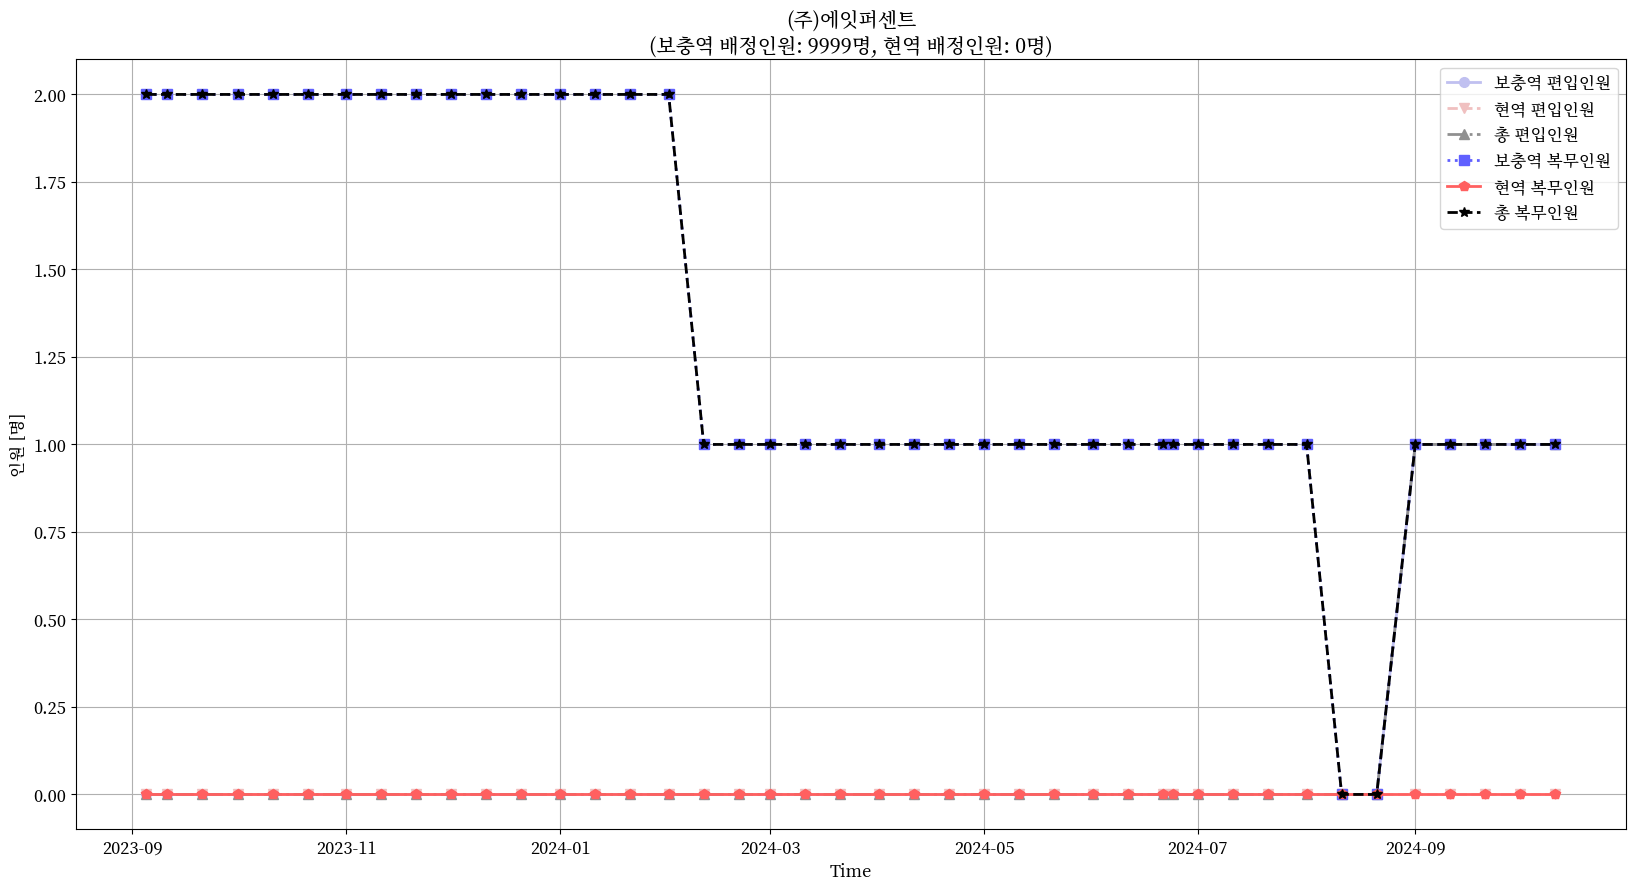 (주)에잇퍼센트
(보충역 배정인원: 9999명, 현역 배정인원: 0명)
보충역 편입인원
현역 편입인원
총 편입인원
보충역 복무인원
현역 복무인원
총 복무인원
인원 [명]
2.00
1.75
1.50
1.25
1.00
0.75
0.50
0.25
0.00
2023-09 2023-11 2024-01 2024-03 2024-05 2024-07 2024-09
Time